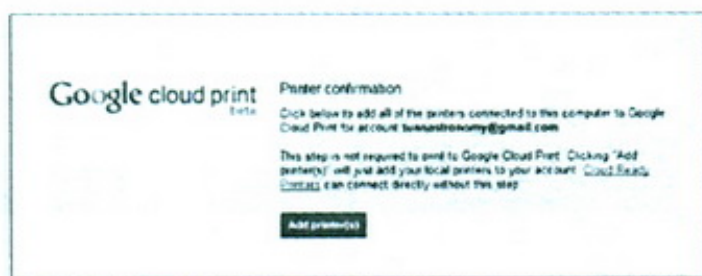 Google cloud print
beta
Printer confirmation
Click below to add all of the printers connected to this computer to Google
Cloud Print for account tunnastronomy@gmail.com
This step is not required to print to Google Cloud Print. Clicking "Add
printer(s)" will just add your local printers to your account. Cloud Ready
Printers can connect directly without this step
Add printer(s)